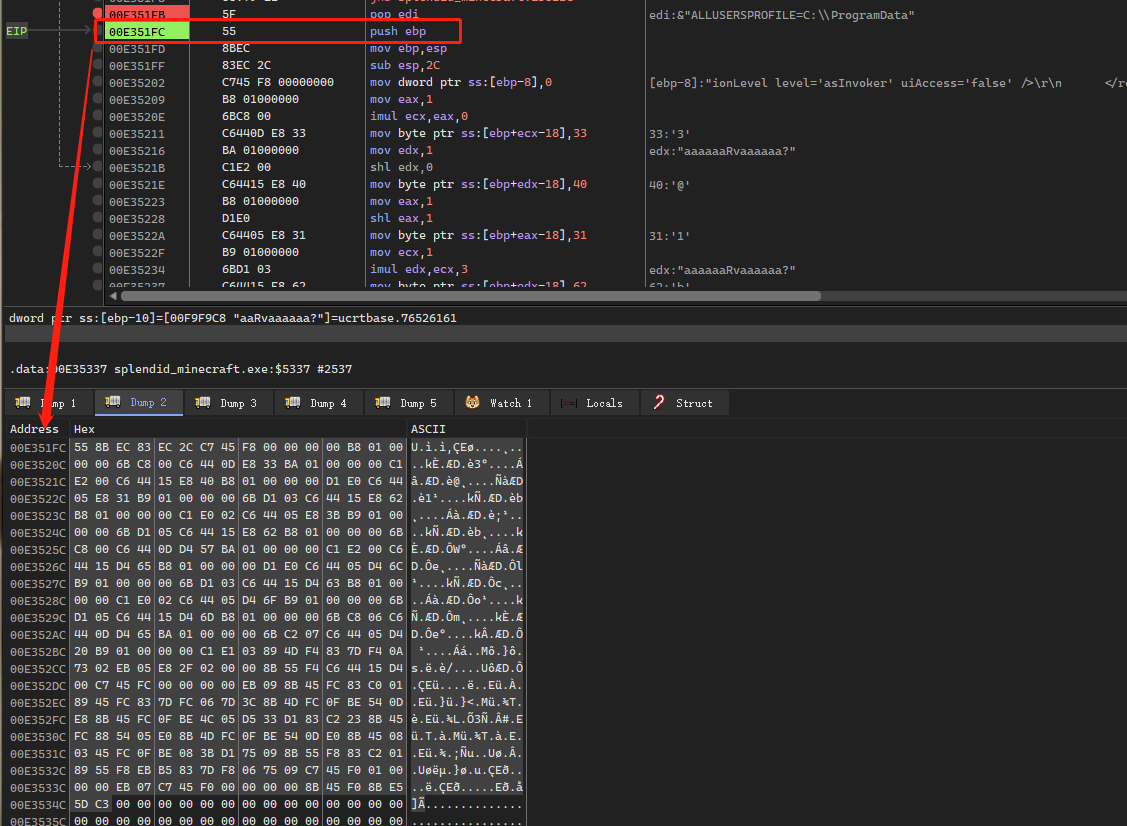 00E351FB 5F pop edi edi:&"ALLUSERSPROFILE=C:\\ProgramData"
EIP 00E351FC 55 push ebp
00E351FD 8BEC mov ebp,esp
00E351FF 83EC 2C sub esp,2C
00E35202 C745 F8 00000000 mov dword ptr ss:[ebp-8],0 [ebp-8]:"ionLevel level='asInvoker' uiAccess='false' />\r\n </re
00E35209 B8 01000000 mov eax,1
00E3520E 6BC8 00 imul ecx,eax,0
00E35211 C6440D E8 33 mov byte ptr ss:[ebp+ecx-18],33 33:'3'
00E35216 BA 01000000 mov edx,1 edx:"aaaaaaRvaaaaaa?"
00E3521B C1E2 00 shl edx,0
00E3521E C64415 E8 40 mov byte ptr ss:[ebp+edx-18],40 40:'@'
00E35223 B8 01000000 mov eax,1
00E35228 D1E0 shl eax,1
00E3522A C64405 E8 31 mov byte ptr ss:[ebp+eax-18],31 31:'1'
00E3522F B9 01000000 mov ecx,1
00E35234 6BD1 03 imul edx,ecx,3 edx:"aaaaaaRvaaaaaa?"
00E35237 C64415 E8 62 mov byte ptr ss:[ebp+edx-18],62 62:'b'
dword ptr ss:[ebp-10]=[00F9F9C8 "aaRvaaaaaa?"]=ucrtbase.76526161
.data:00E35337 splendid_minecraft.exe:$5337 #2537
Dump 1 Dump 2 Dump 3 Dump 4 Dump 5 Watch 1 Locals Struct
Address Hex ASCII
00E351FC 55 8B EC 83 EC 2C C7 45 F8 00 00 00 00 B8 01 00 U.ì.ì,ÇEø....¸..
00E3520C 00 00 6B C8 00 C6 44 0D E8 33 BA 01 00 00 00 C1 ..kÈ.ÆD.è3º....Á
00E3521C E2 00 C6 44 15 E8 40 B8 01 00 00 00 D1 E0 C6 44 â.ÆD.è@¸....ÑàÆD
00E3522C 05 E8 31 B9 01 00 00 00 6B D1 03 C6 44 15 E8 62 .è1¹....kÑ.ÆD.èb
00E3523C B8 01 00 00 00 C1 E0 02 C6 44 05 E8 3B B9 01 00 ¸....Áà.ÆD.è;¹..
00E3524C 00 00 6B D1 05 C6 44 15 E8 62 B8 01 00 00 00 6B ..kÑ.ÆD.èb¸....k
00E3525C C8 00 C6 44 0D D4 57 BA 01 00 00 00 C1 E2 00 C6 È.ÆD.ÔWº....Áâ.Æ
00E3526C 44 15 D4 65 B8 01 00 00 00 D1 E0 C6 44 05 D4 6C D.Ôe¸....ÑàÆD.Ôl
00E3527C B9 01 00 00 00 6B D1 03 C6 44 15 D4 63 B8 01 00 ¹....kÑ.ÆD.Ôc¸..
00E3528C 00 00 C1 E0 02 C6 44 05 D4 6F B9 01 00 00 00 6B ..Áà.ÆD.Ôo¹....k
00E3529C D1 05 C6 44 15 D4 6D B8 01 00 00 00 6B C8 06 C6 Ñ.ÆD.Ôm¸....kÈ.Æ
00E352AC 44 0D D4 65 BA 01 00 00 00 6B C2 07 C6 44 05 D4 D.Ôeº....kÂ.ÆD.Ô
00E352BC 20 B9 01 00 00 00 C1 E1 03 89 4D F4 83 7D F4 0A ¹....Áá..Mô.}ô.
00E352CC 73 02 EB 05 E8 2F 02 00 00 8B 55 F4 C6 44 15 D4 s.ë.è/....UôÆD.Ô
00E352DC 00 C7 45 FC 00 00 00 00 EB 09 8B 45 FC 83 C0 01 .ÇEü....ë..Eü.À.
00E352EC 89 45 FC 83 7D FC 06 7D 3C 8B 4D FC 0F BE 54 0D .Eü.}ü.}<.Mü.¾T.
00E352FC E8 8B 45 FC 0F BE 4C 05 D5 33 D1 83 C2 23 8B 45 è.Eü.¾L.Õ3Ñ.Â#.E
00E3530C FC 88 54 05 E0 8B 4D FC 0F BE 54 0D E0 8B 45 08 ü.T.à.Mü.¾T.à.E.
00E3531C 03 45 FC 0F BE 08 3B D1 75 09 8B 55 F8 83 C2 01 .Eü.¾.;Ñu..Uø.Â.
00E3532C 89 55 F8 EB B5 83 7D F8 06 75 09 C7 45 F0 01 00 .Uøëµ.}ø.u.ÇEð..
00E3533C 00 00 EB 07 C7 45 F0 00 00 00 00 8B 45 F0 8B E5 ..ë.ÇEð.....Eð.å
00E3534C 5D C3 00 00 00 00 00 00 00 00 00 00 00 00 00 00 ]Ã..............
00E3535C 00 00 00 00 00 00 00 00 00 00 00 00 00 00 00 00 ................